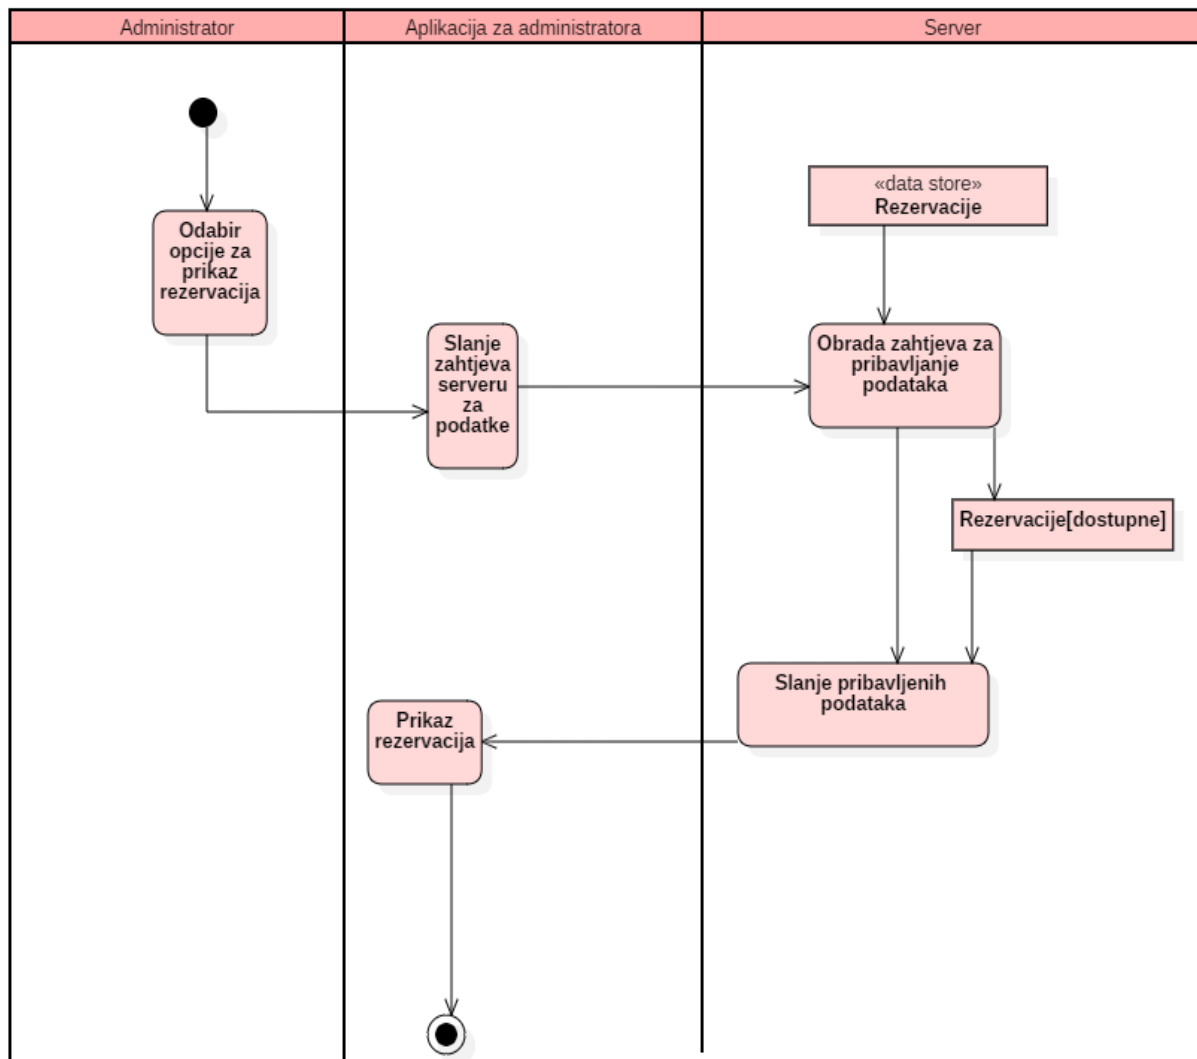 Administrator
Aplikacija za administratora
Server
«data store»
Rezervacije
Odabir
opcije za
prikaz
rezervacija
Slanje
zahtjeva
serveru
za
podatke
Obrada zahtjeva za
pribavljanje
podataka
Rezervacije[dostupne]
Slanje pribavljenih
podataka
Prikaz
rezervacija